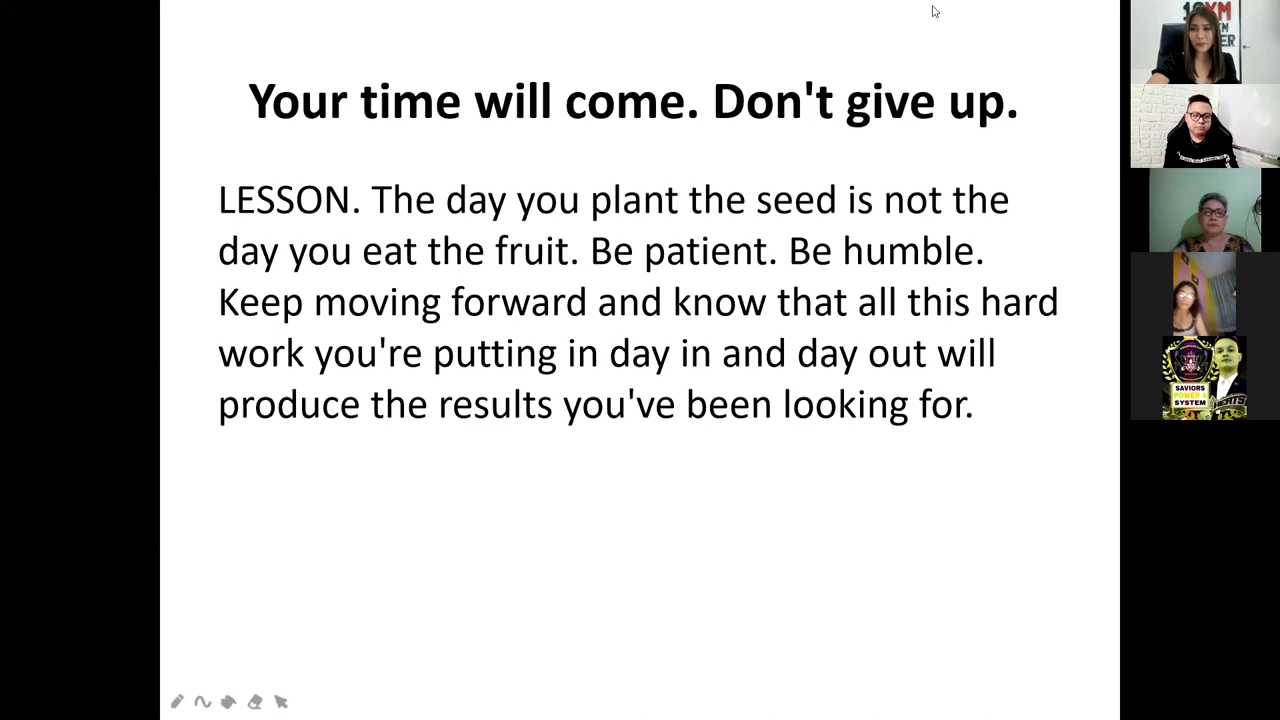 Your time will come. Don't give up.
LESSON. The day you plant the seed is not the
day you eat the fruit. Be patient. Be humble.
Keep moving forward and know that all this hard
work you're putting in day in and day out will
produce the results you've been looking for.
SAVIORS
POWER
SYSTEM